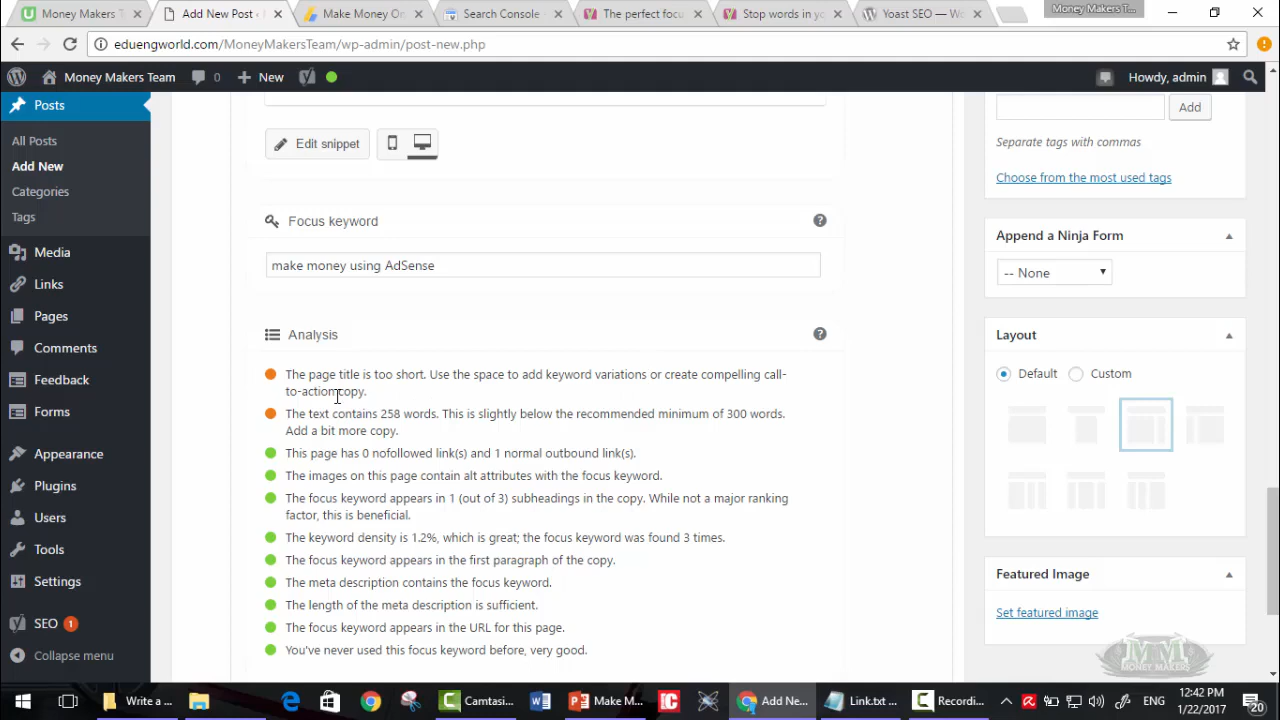 Money Makers T
Add New Post ‹
Make Money On
Search Console
The perfect focu
Stop words in yo
Yoast SEO — Wo
Money Makers T...
eduengworld.com/MoneyMakersTeam/wp-admin/post-new.php
Money Makers Team
0
New
Howdy, admin
Posts
All Posts
Add New
Categories
Tags
Media
Links
Pages
Comments
Feedback
Forms
Appearance
Plugins
Users
Tools
Settings
SEO 1
Collapse menu
Edit snippet
Focus keyword
make money using AdSense
Analysis
The page title is too short. Use the space to add keyword variations or create compelling call-
to-action copy.
The text contains 258 words. This is slightly below the recommended minimum of 300 words.
Add a bit more copy.
This page has 0 nofollowed link(s) and 1 normal outbound link(s).
The images on this page contain alt attributes with the focus keyword.
The focus keyword appears in 1 (out of 3) subheadings in the copy. While not a major ranking
factor, this is beneficial.
The keyword density is 1.2%, which is great; the focus keyword was found 3 times.
The focus keyword appears in the first paragraph of the copy.
The meta description contains the focus keyword.
The length of the meta description is sufficient.
The focus keyword appears in the URL for this page.
You've never used this focus keyword before, very good.
Add
Separate tags with commas
Choose from the most used tags
Append a Ninja Form
-- None
Layout
Default
Custom
Featured Image
Set featured image
MM
MONEY MAKERS
Write a ...
Camtasi...
Make M...
Add Ne...
Link.txt ...
Recordi...
ENG
12:42 PM
1/22/2017
20